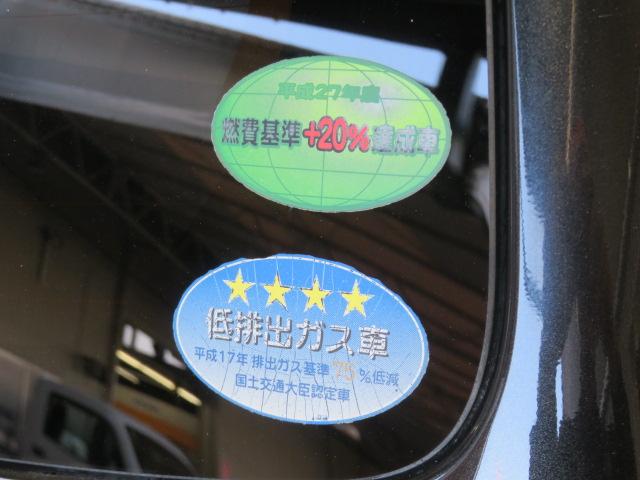 平成27年度
燃費基準+20%達成車
低排出ガス車
平成17年 排出ガス基準 75 %低減
国土交通大臣認定車